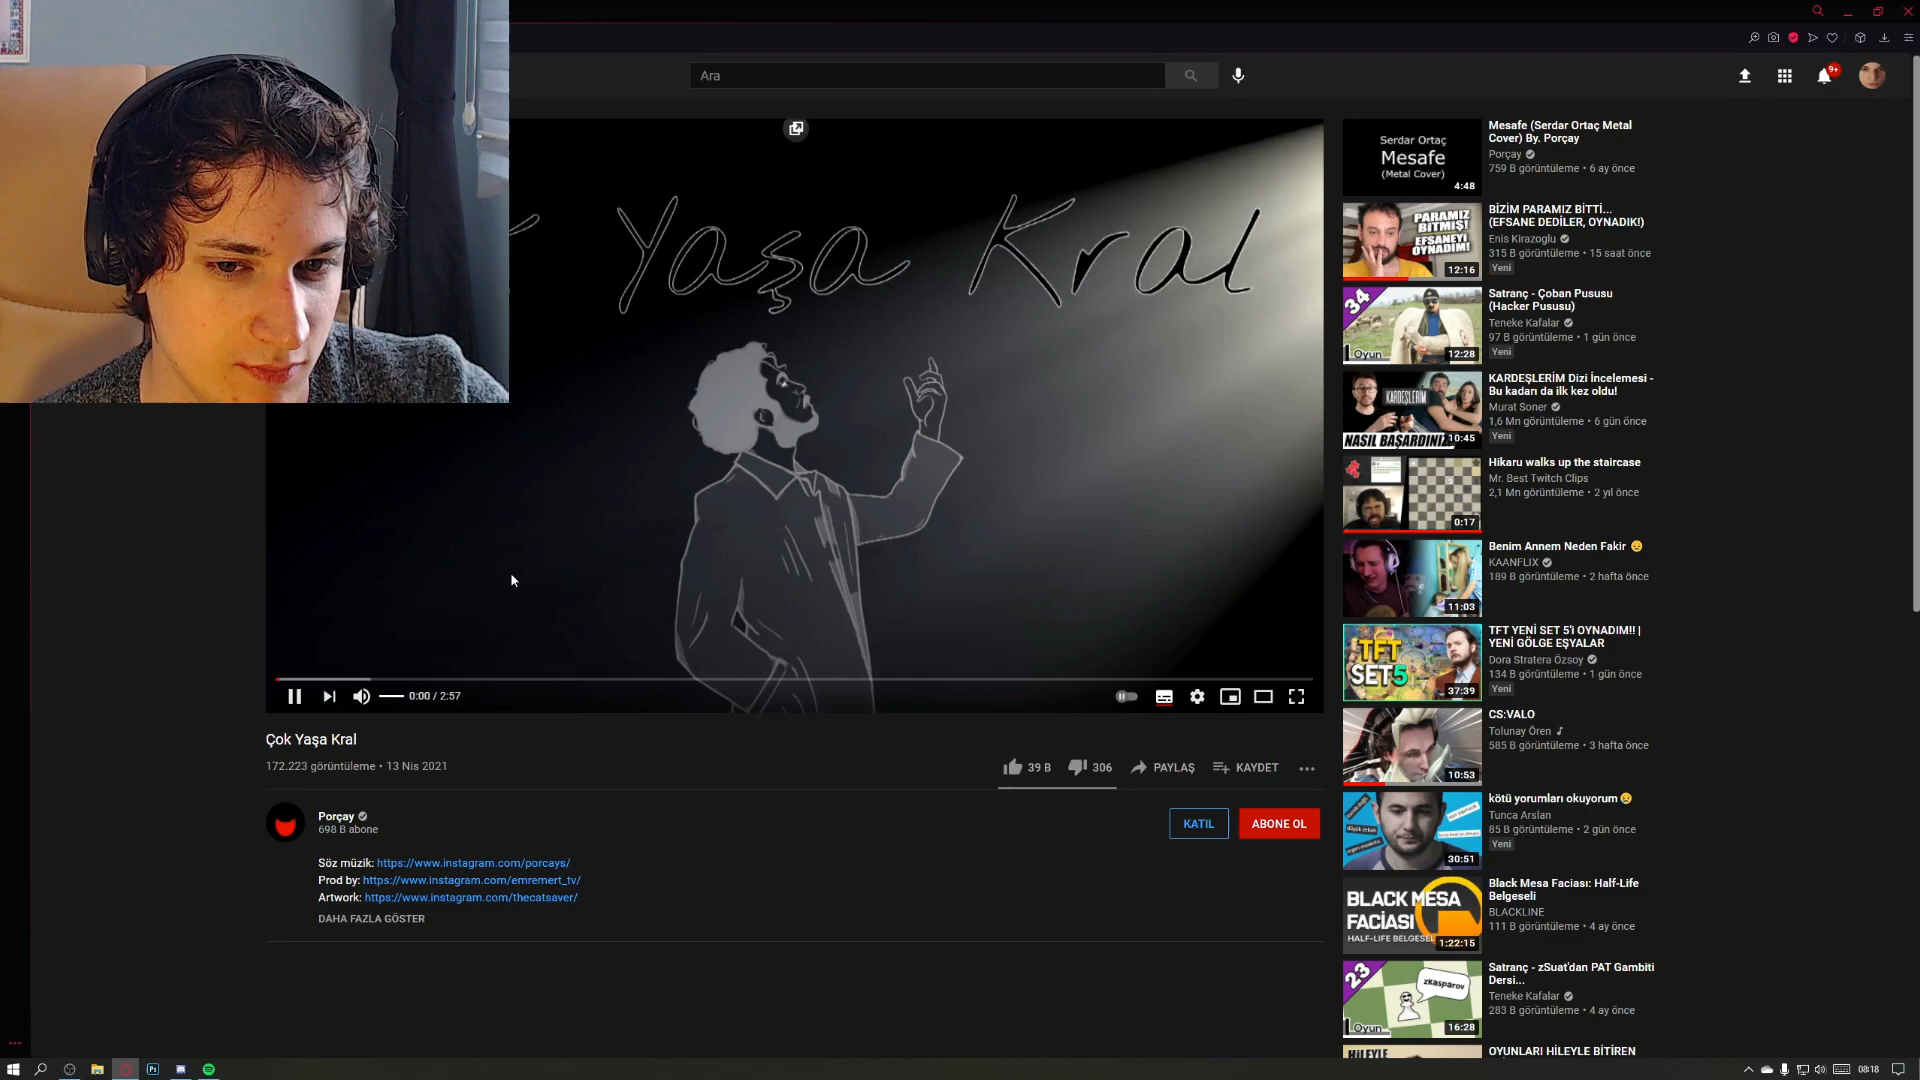 Ara
9+
Yaşa Kral
0:00 / 2:57
Çok Yaşa Kral
172.223 görüntüleme • 13 Nis 2021
39 B
306
PAYLAŞ
KAYDET
Porçay
698 B abone
KATIL
ABONE OL
Söz müzik: https://www.instagram.com/porcays/
Prod by: https://www.instagram.com/emremert_tv/
Artwork: https://www.instagram.com/thecatsaver/
DAHA FAZLA GÖSTER
Serdar Ortaç
Mesafe
(Metal Cover)
4:48
Mesafe (Serdar Ortaç Metal
Cover) By. Porçay
Porçay
759 B görüntüleme • 6 ay önce
PARAMIZ
BİTMİŞ!
EFSANEYİ
OYNADIM!
12:16
BİZİM PARAMIZ BİTTİ...
(EFSANE DEDİLER, OYNADIK!)
Enis Kirazoglu
315 B görüntüleme • 15 saat önce
Yeni
34
Oyun
12:28
Satranç - Çoban Pususu
(Hacker Pususu)
Teneke Kafalar
97 B görüntüleme • 1 gün önce
Yeni
KARDEŞLERİM
NASIL BAŞARDINIZ
10:45
KARDEŞLERİM Dizi İncelemesi -
Bu kadarı da ilk kez oldu!
Murat Soner
1,6 Mn görüntüleme • 6 gün önce
Yeni
0:17
Hikaru walks up the staircase
Mr. Best Twitch Clips
2,1 Mn görüntüleme • 2 yıl önce
11:03
Benim Annem Neden Fakir 😣
KAANFLIX
189 B görüntüleme • 2 hafta önce
TFT
SET5
37:39
TFT YENİ SET 5'i OYNADIM!! |
YENİ GÖLGE EŞYALAR
Dora Stratera Özsoy
134 B görüntüleme • 1 gün önce
Yeni
10:53
CS:VALO
Tolunay Ören
585 B görüntüleme • 3 hafta önce
30:51
kötü yorumları okuyorum 😢
Tunca Arslan
85 B görüntüleme • 2 gün önce
Yeni
BLACK MESA
FACİASI
HALF-LIFE BELGESEL
1:22:15
Black Mesa Faciası: Half-Life
Belgeseli
BLACKLINE
111 B görüntüleme • 4 ay önce
23
zKasparov
Oyun
16:28
Satranç - zSuat'dan PAT Gambiti
Dersi...
Teneke Kafalar
283 B görüntüleme • 4 ay önce
HİLEYLE
OYUNLARI HİLEYLE BİTİREN
Ps
08:18